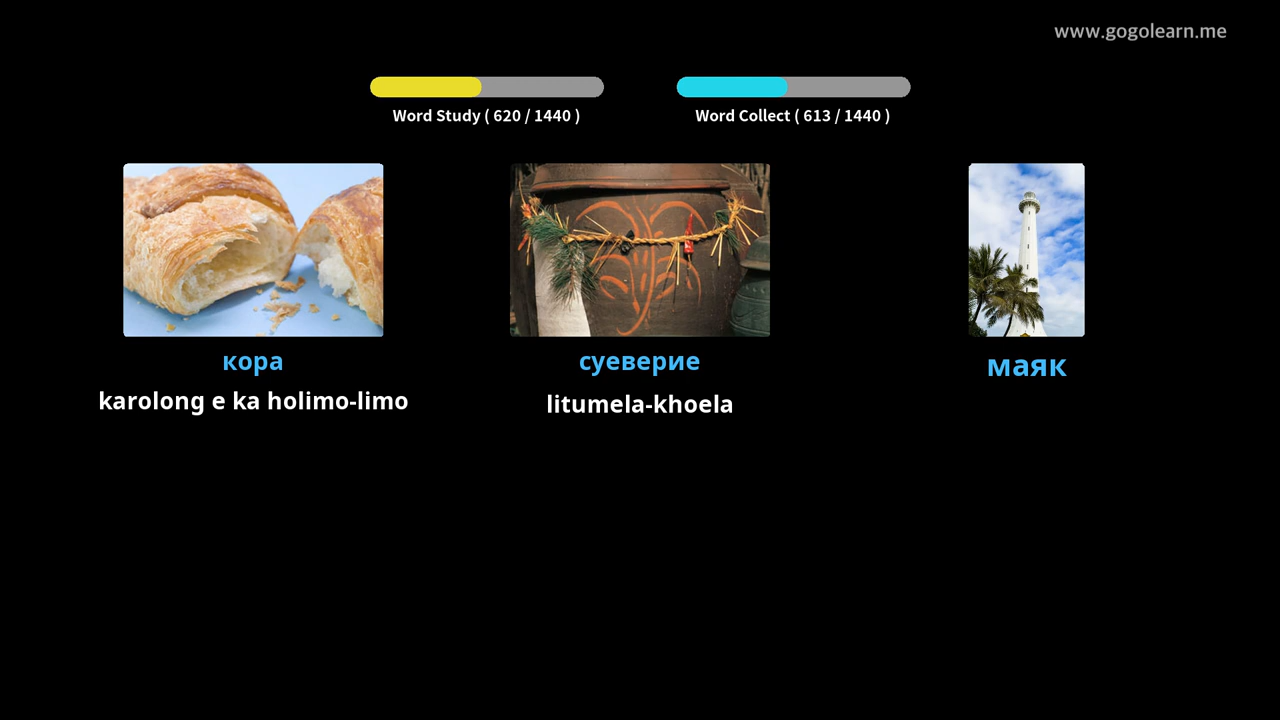 www.gogolearn.me
Word Study ( 620 / 1440 )
Word Collect ( 613 / 1440 )
кора
суеверие
маяк
karolong e ka holimo-limo
litumela-khoela